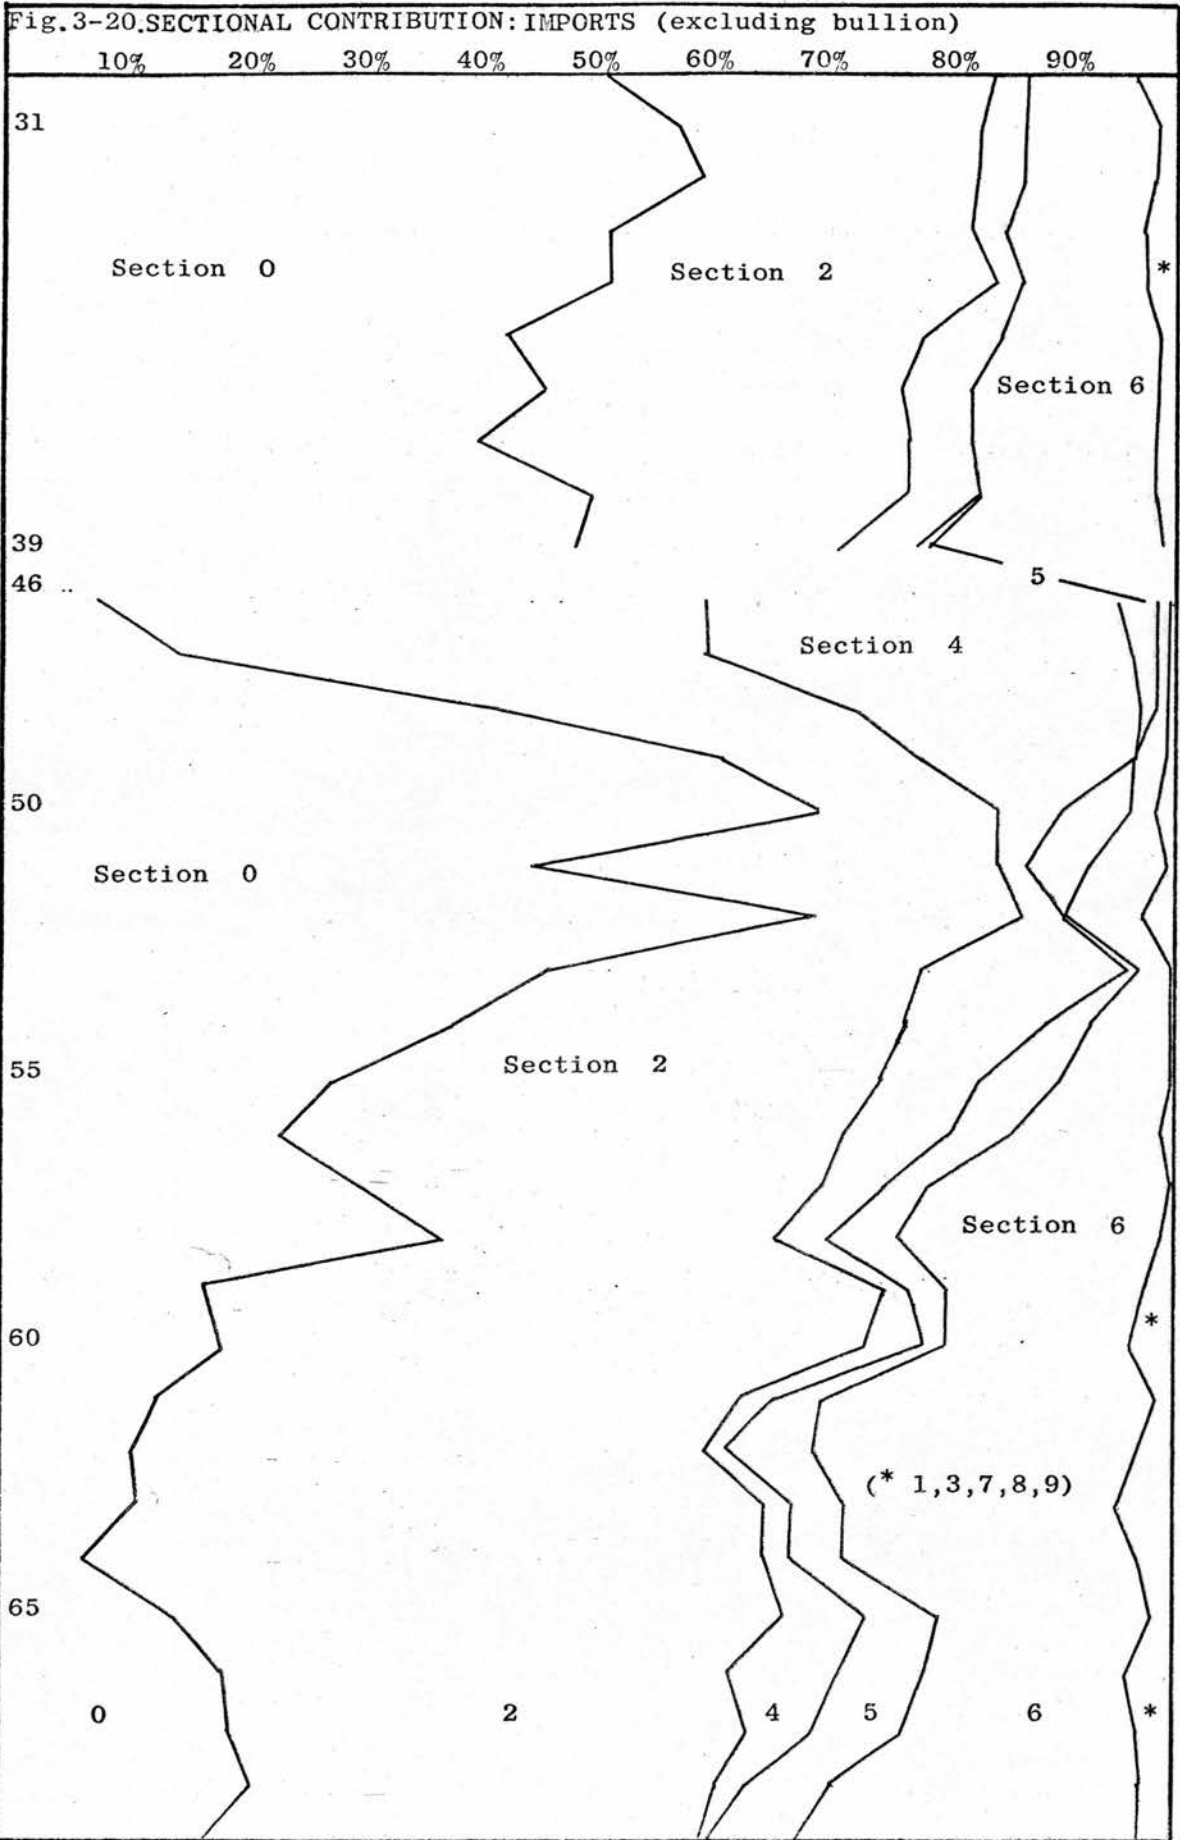 Fig.3-20.SECTIONAL CONTRIBUTION:IMPORTS (excluding bullion)
10% 20% 30% 40% 50% 60% 70% 80% 90%
31
Section 0 Section 2 *
Section 6
39
5
46
Section 4
50
Section 0
55 Section 2
Section 6
*
60
(* 1,3,7,8,9)
65
0 2 4 5 6 *